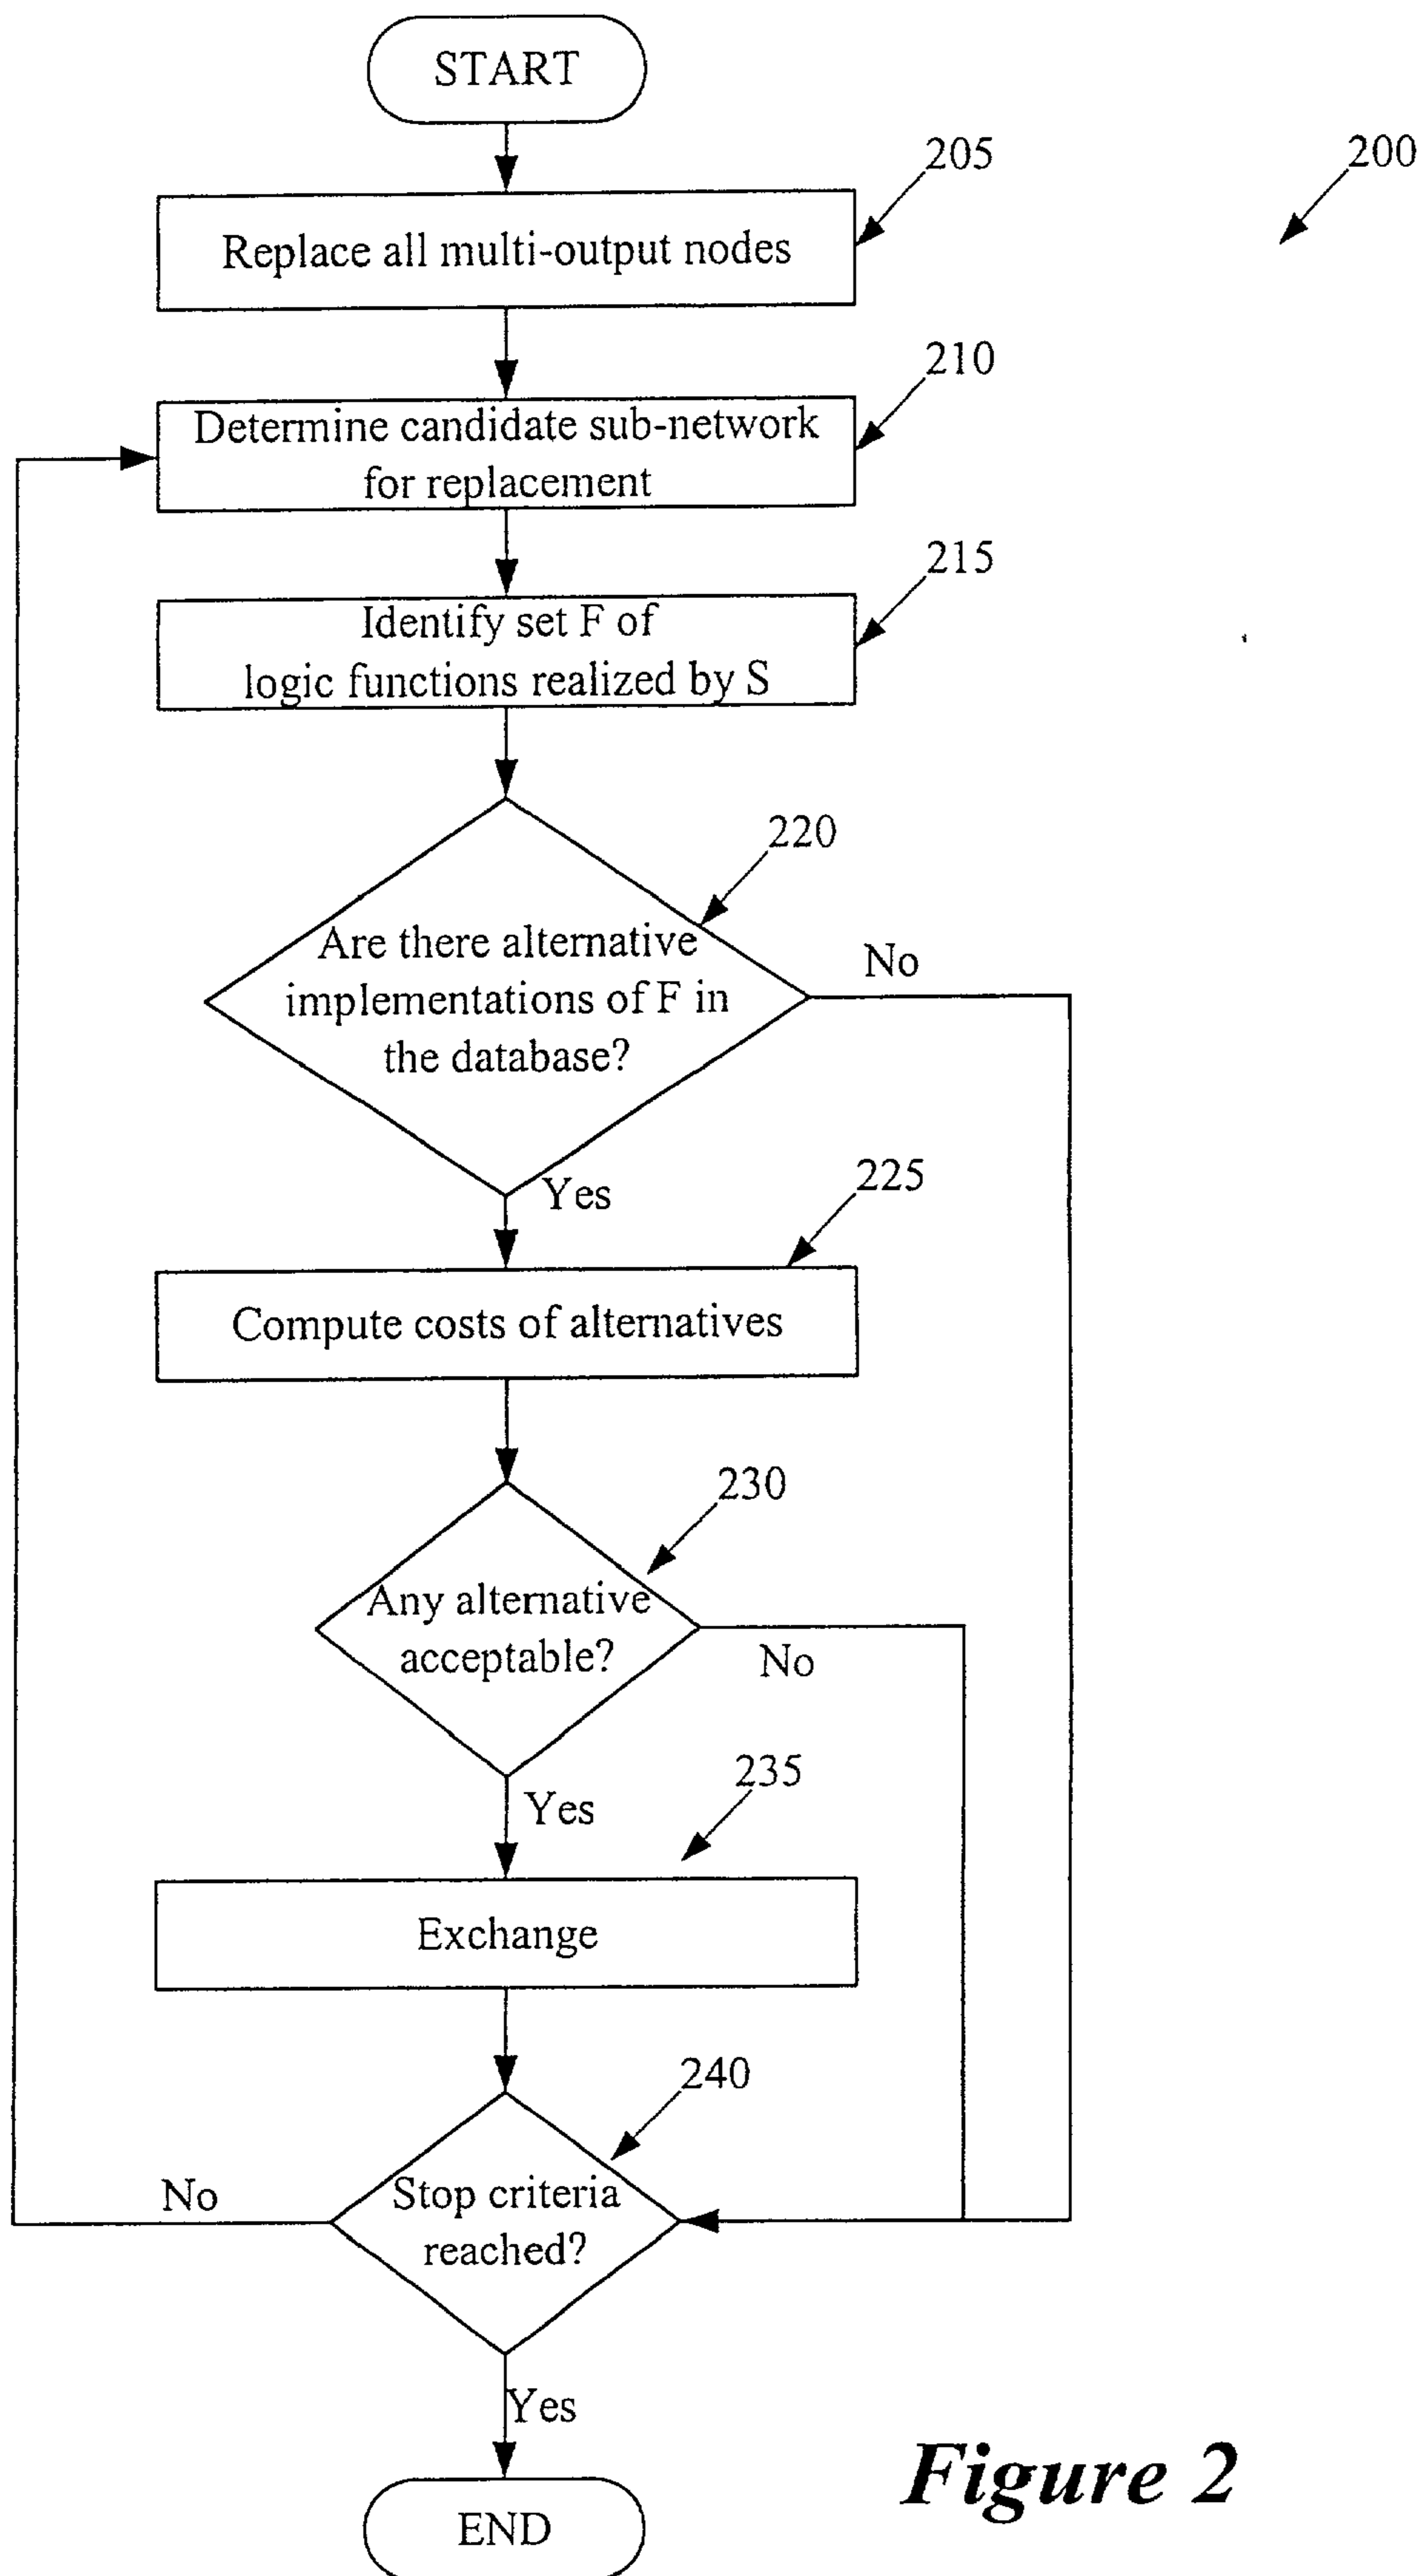 START
205
200
Replace all multi-output nodes
210
Determine candidate sub-network
for replacement
215
Identify set F of
logic functions realized by S
220
Are there alternative
implementations of F in
the database?
No
Yes
225
Compute costs of alternatives
230
Any alternative
acceptable?
No
Yes
235
Exchange
240
Stop criteria
reached?
No
Yes
END
Figure 2